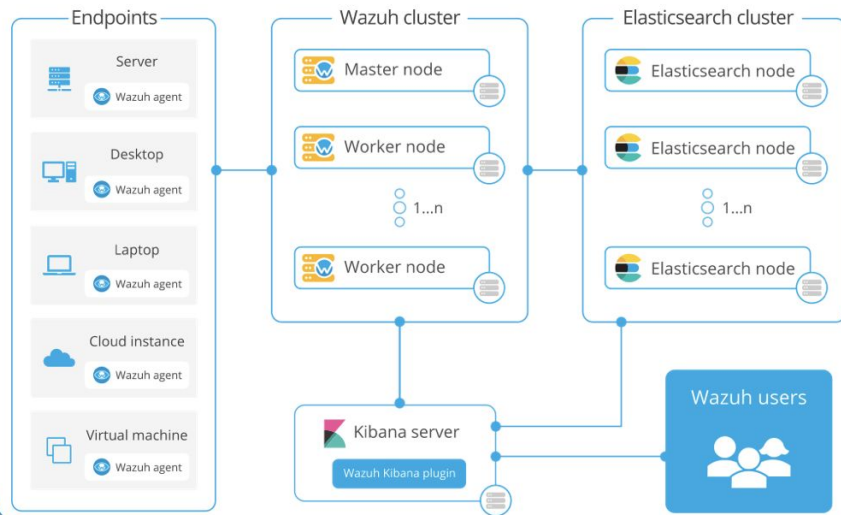 Endpoints
Server
Wazuh agent
Desktop
Wazuh agent
Laptop
Wazuh agent
Cloud instance
Wazuh agent
Virtual machine
Wazuh agent
Wazuh cluster
Master node
Worker node
1...n
Worker node
Elasticsearch cluster
Elasticsearch node
Elasticsearch node
1...n
Elasticsearch node
Kibana server
Wazuh Kibana plugin
Wazuh users